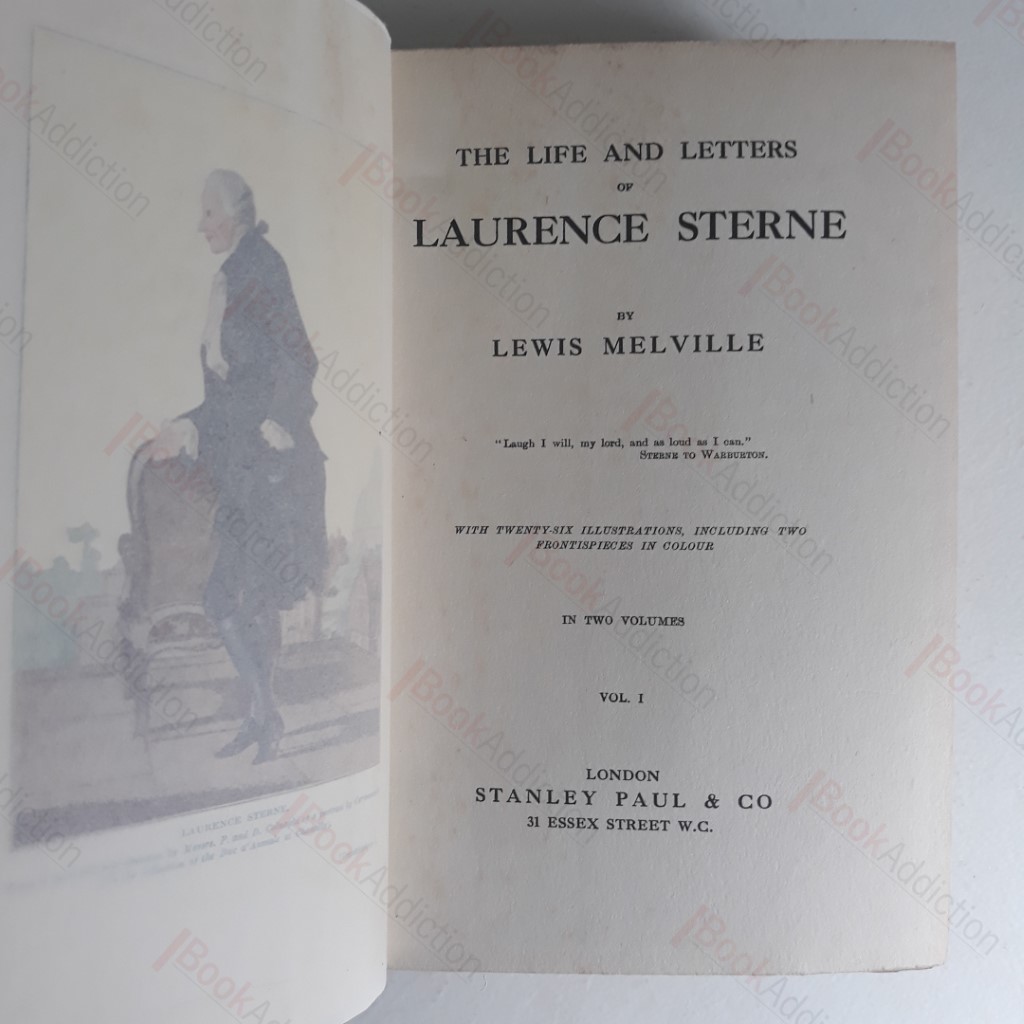 LAURENCE STERNE
THE LIFE AND LETTERS
OF
LAURENCE STERNE
BY
LEWIS MELVILLE
"Laugh I will, my lord, and as loud as I can."
STERNE TO WARBURTON.
WITH TWENTY-SIX ILLUSTRATIONS, INCLUDING TWO
FRONTISPIECES IN COLOUR
IN TWO VOLUMES
VOL. I
LONDON
STANLEY PAUL & CO
31 ESSEX STREET W.C.
BookAddiction